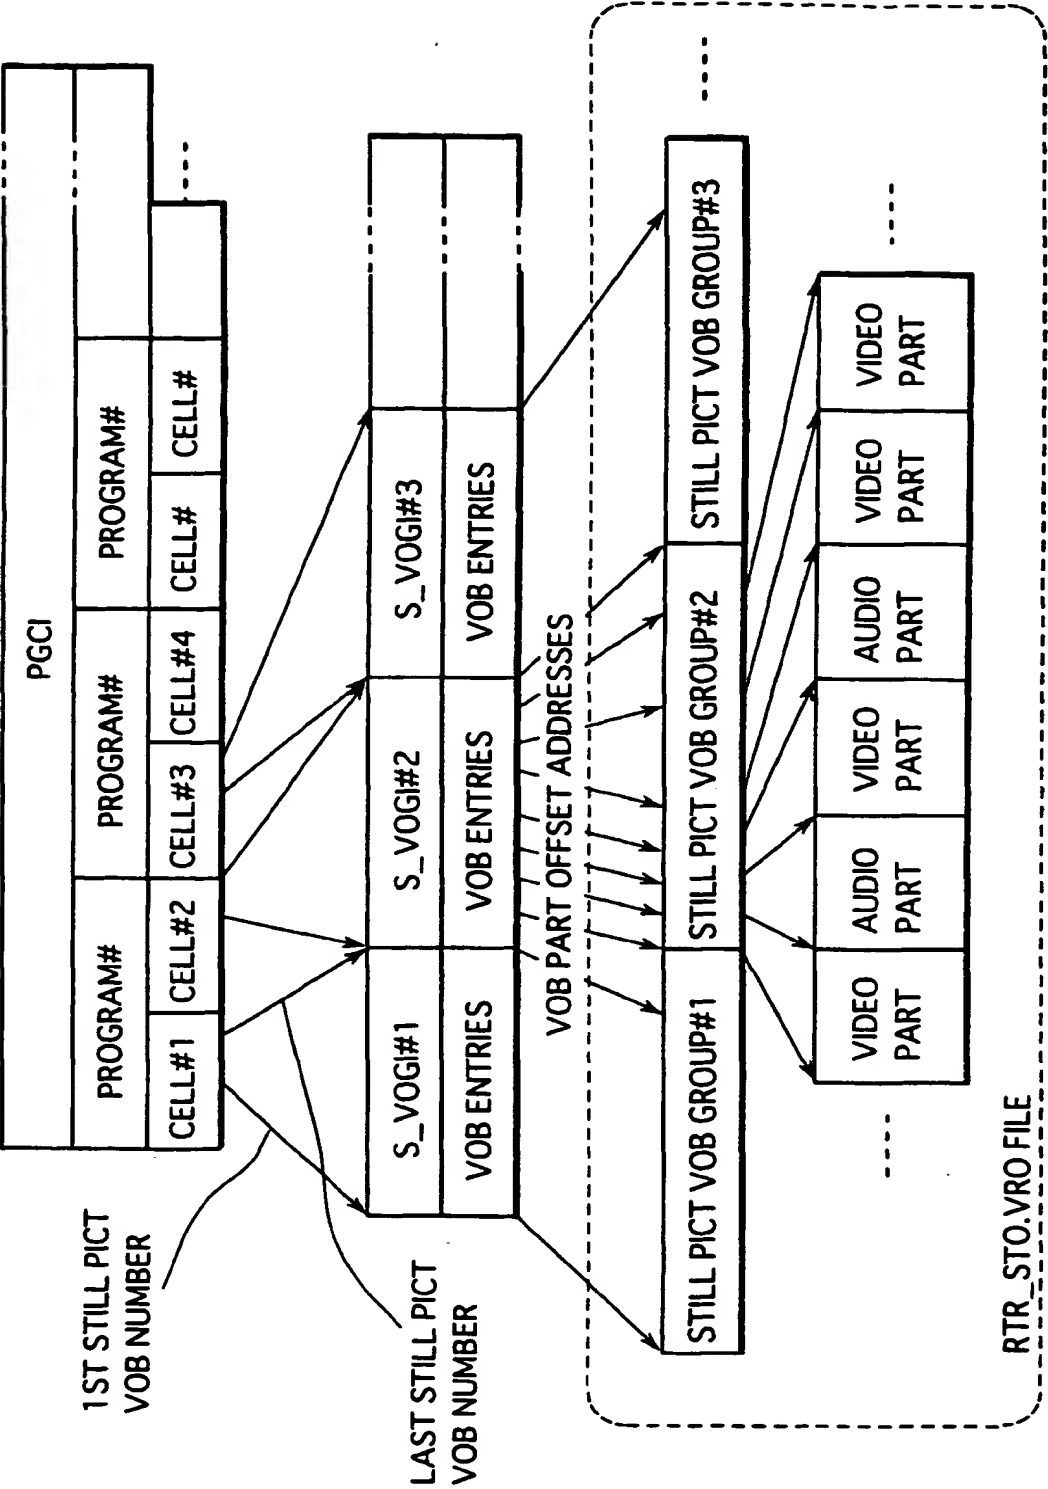 PGCI
PROGRAM#
PROGRAM#
PROGRAM#
CELL#1
CELL#2
CELL#3
CELL#4
CELL#
CELL#
1ST STILL PICT
VOB NUMBER
LAST STILL PICT
VOB NUMBER
S_VOGI#1
S_VOGI#2
S_VOGI#3
VOB ENTRIES
VOB ENTRIES
VOB ENTRIES
VOB PART OFFSET ADDRESSES
STILL PICT VOB GROUP#1
STILL PICT VOB GROUP#2
STILL PICT VOB GROUP#3
VIDEO
PART
AUDIO
PART
VIDEO
PART
AUDIO
PART
VIDEO
PART
VIDEO
PART
RTR_STO.VRO FILE